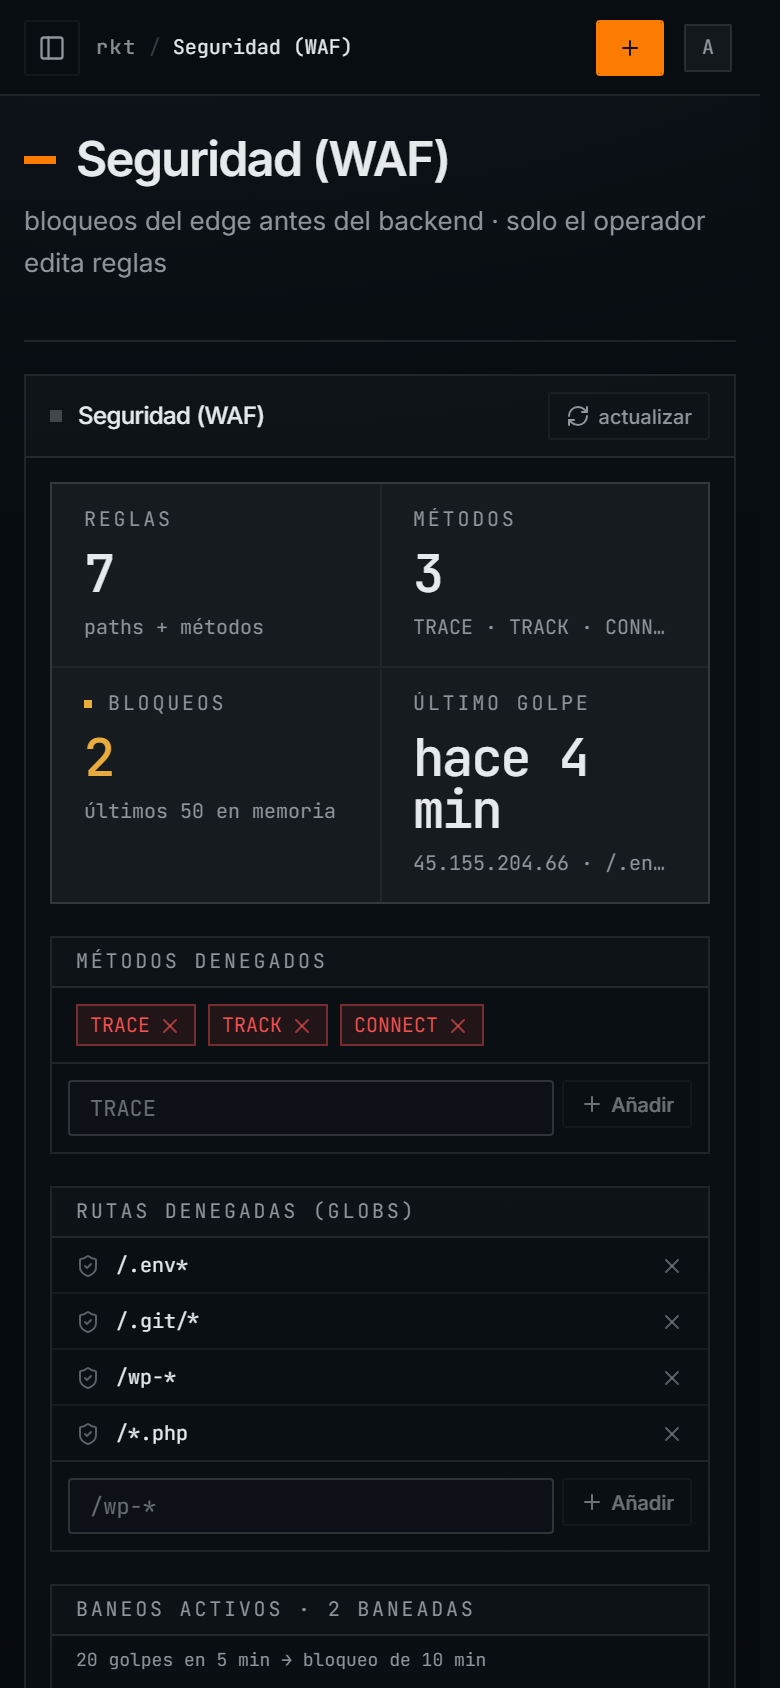 rkt / Seguridad (WAF)
+
A
Seguridad (WAF)
bloqueos del edge antes del backend · solo el operador
edita reglas
Seguridad (WAF)
actualizar
REGLAS
7
paths + métodos
MÉTODOS
3
TRACE · TRACK · CONN…
BLOQUEOS
2
últimos 50 en memoria
ÚLTIMO GOLPE
hace 4
min
45.155.204.66 · /.en…
MÉTODOS DENEGADOS
TRACE
TRACK
CONNECT
TRACE
+ Añadir
RUTAS DENEGADAS (GLOBS)
/.env*
/.git/*
/wp-*
/*.php
/wp-*
+ Añadir
BANEOS ACTIVOS · 2 BANEADAS
20 golpes en 5 min → bloqueo de 10 min